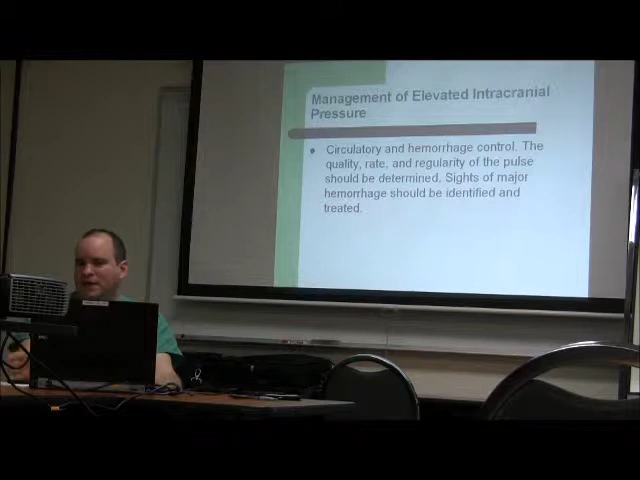 Management of Elevated Intracranial
Pressure
Circulatory and hemorrhage control. The
quality, rate, and regularity of the pulse
should be determined. Sights of major
hemorrhage should be identified and
treated.